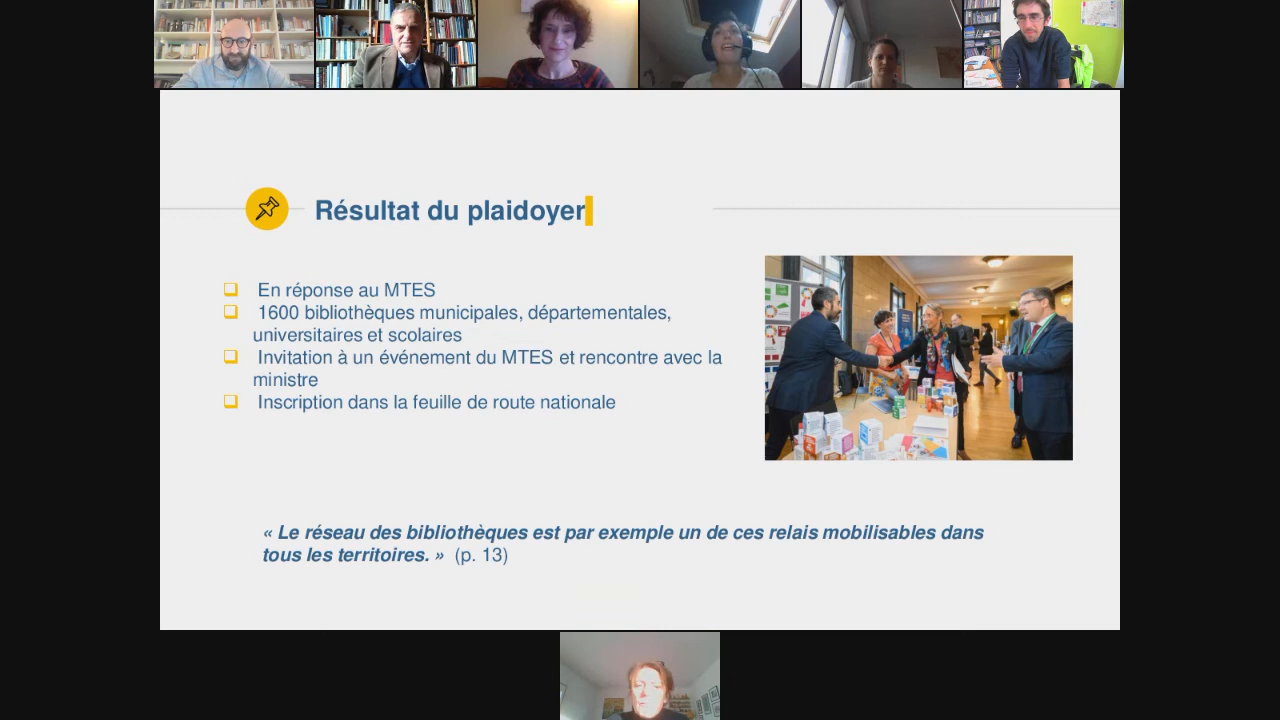 Résultat du plaidoyer
En réponse au MTES
1600 bibliothèques municipales, départementales,
universitaires et scolaires
Invitation à un événement du MTES et rencontre avec la
ministre
Inscription dans la feuille de route nationale
« Le réseau des bibliothèques est par exemple un de ces relais mobilisables dans
tous les territoires. » (p. 13)